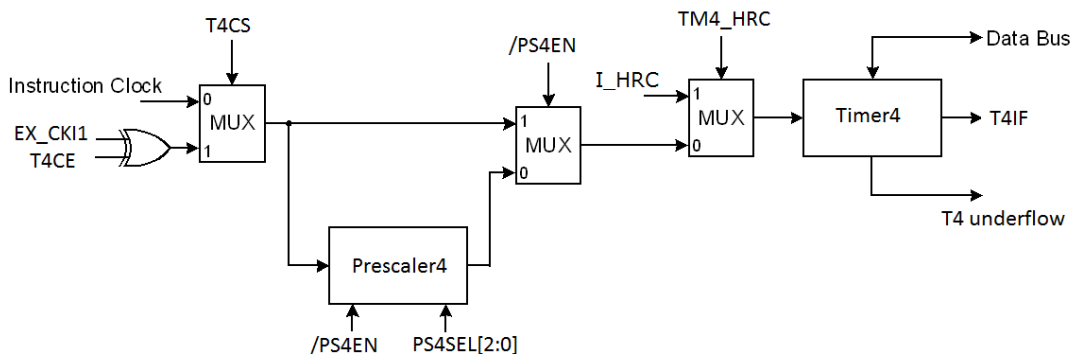 T4CS
TM4_HRC
/PS4EN
Data Bus
Instruction Clock
I_HRC
0
MUX
1
EX_CKI1
T4CE
1
MUX
0
1
MUX
0
Timer4
T4IF
T4 underflow
Prescaler4
/PS4EN
PS4SEL[2:0]